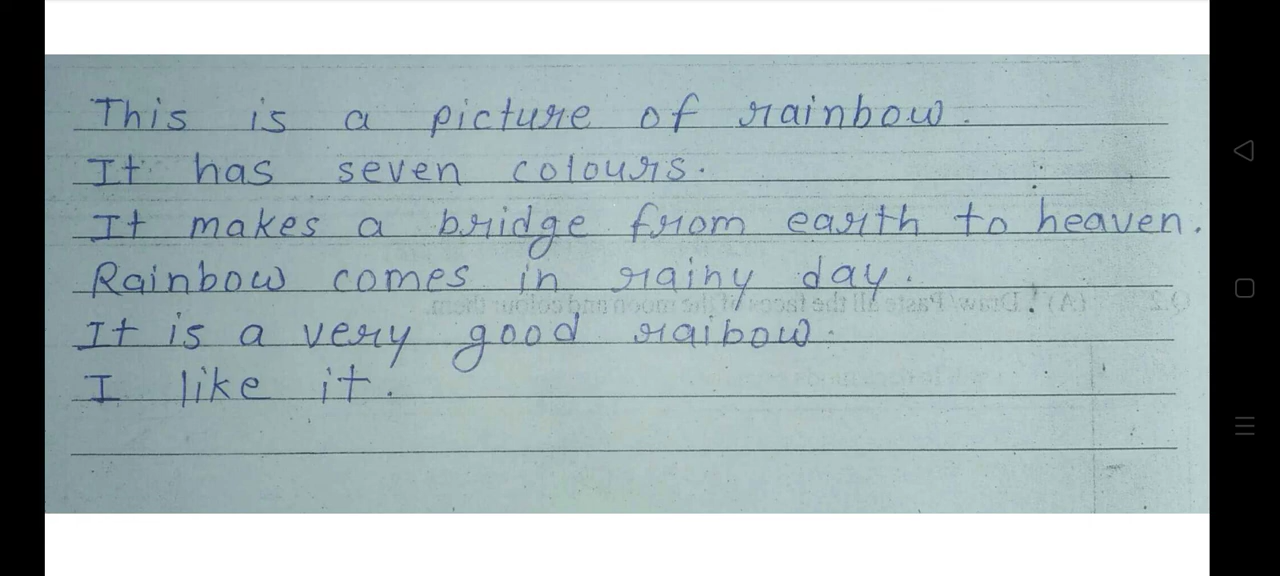 This is a picture of rainbow.
It has seven colours.
It makes a bridge from earth to heaven.
Rainbow comes in rainy day.
It is a very good raibow.
I like it.